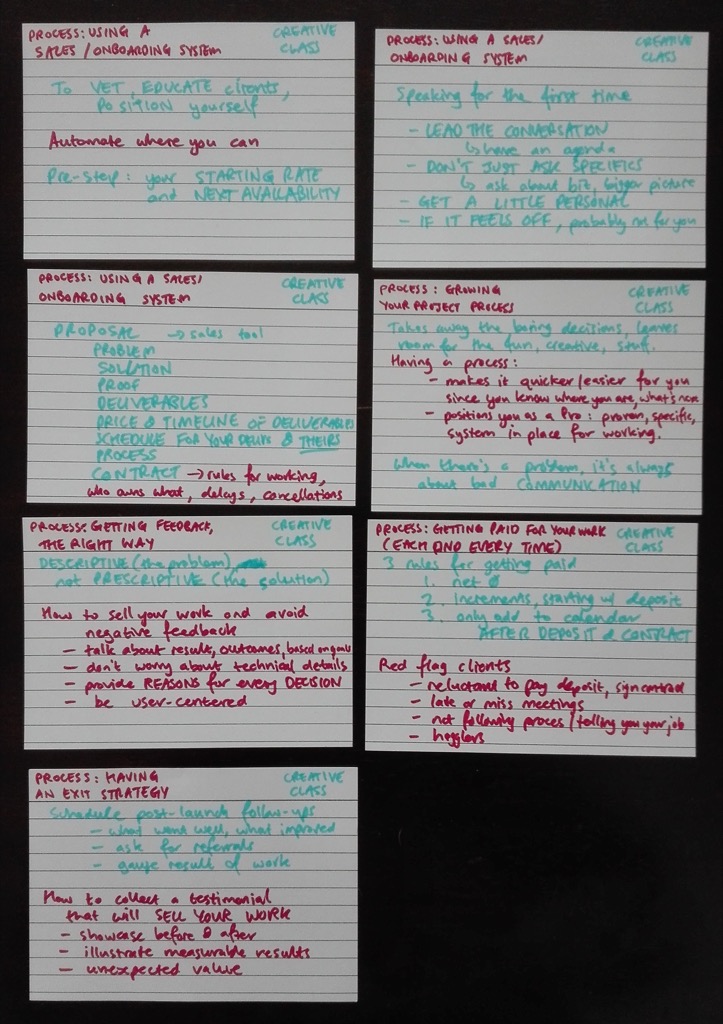 PROCESS: USING A
SALES/ONBOARDING SYSTEM
CREATIVE
CLASS
To VET, EDUCATE clients,
POSITION yourself
Automate where you can
Pre-step: your STARTING RATE
and NEXT AVAILABILITY
PROCESS: USING A SALES/
ONBOARDING SYSTEM
CREATIVE
CLASS
Speaking for the first time
- LEAD THE CONVERSATION
↳ have an agenda
- DON'T JUST ASK SPECIFICS
↳ ask about biz, bigger picture
- GET A LITTLE PERSONAL
- IF IT FEELS OFF, probably not for you
PROCESS: USING A SALES/
ONBOARDING SYSTEM
CREATIVE
CLASS
PROPOSAL → sales tool
PROBLEM
SOLUTION
PROOF
DELIVERABLES
PRICE & TIMELINE OF DELIVERABLES
SCHEDULE FOR YOUR DELIVS & THEIRS
PROCESS
CONTRACT → rules for working,
who owns what, delays, cancellations
PROCESS: GROWING
YOUR PROJECT PROCESS
CREATIVE
CLASS
Takes away the boring decisions, leaves
room for the fun, creative, stuff.
Having a process:
- makes it quicker/easier for you
since you know where you are, what's next
- positions you as a Pro: proven, specific,
system in place for working.
When there's a problem, it's always
about bad COMMUNICATION
PROCESS: GETTING FEEDBACK,
THE RIGHT WAY
CREATIVE
CLASS
DESCRIPTIVE (the problem),
not PRESCRIPTIVE (the solution)
How to sell your work and avoid
negative feedback
- talk about results, outcomes, based on goals
- don't worry about technical details
- provide REASONS for every DECISION
- be user-centered
PROCESS: GETTING PAID FOR YOUR WORK
(EACH AND EVERY TIME)
CREATIVE
CLASS
3 rules for getting paid
1. net 0
2. Increments, starting w/ deposit
3. only add to calendar
AFTER DEPOSIT & CONTRACT
Red flag clients
- reluctant to pay deposit, sign contract
- late or miss meetings
- not following process/telling you your job
- hagglers
PROCESS: HAVING
AN EXIT STRATEGY
CREATIVE
CLASS
Schedule post-launch follow-ups
- what went well, what improved
- ask for referrals
- gauge result of work
How to collect a testimonial
that will SELL YOUR WORK
- showcase before & after
- illustrate measurable results
- unexpected value